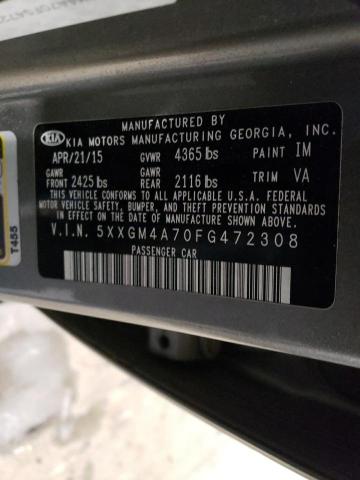 MANUFACTURED BY
KIA KIA MOTORS MANUFACTURING GEORGIA, INC.
APR/21/15 GVWR 4365 lbs PAINT IM
GAWR GAWR
FRONT 2425 lbs REAR 2116 lbs TRIM VA
THIS VEHICLE CONFORMS TO ALL APPLICABLE U.S.A. FEDERAL
MOTOR VEHICLE SAFETY, BUMPER, AND THEFT PREVENTION STANDARDS
IN EFFECT ON THE DATE OF MANUFACTURE SHOWN ABOVE.
V.I.N. 5XXGM4A70FG472308
PASSENGER CAR
T455